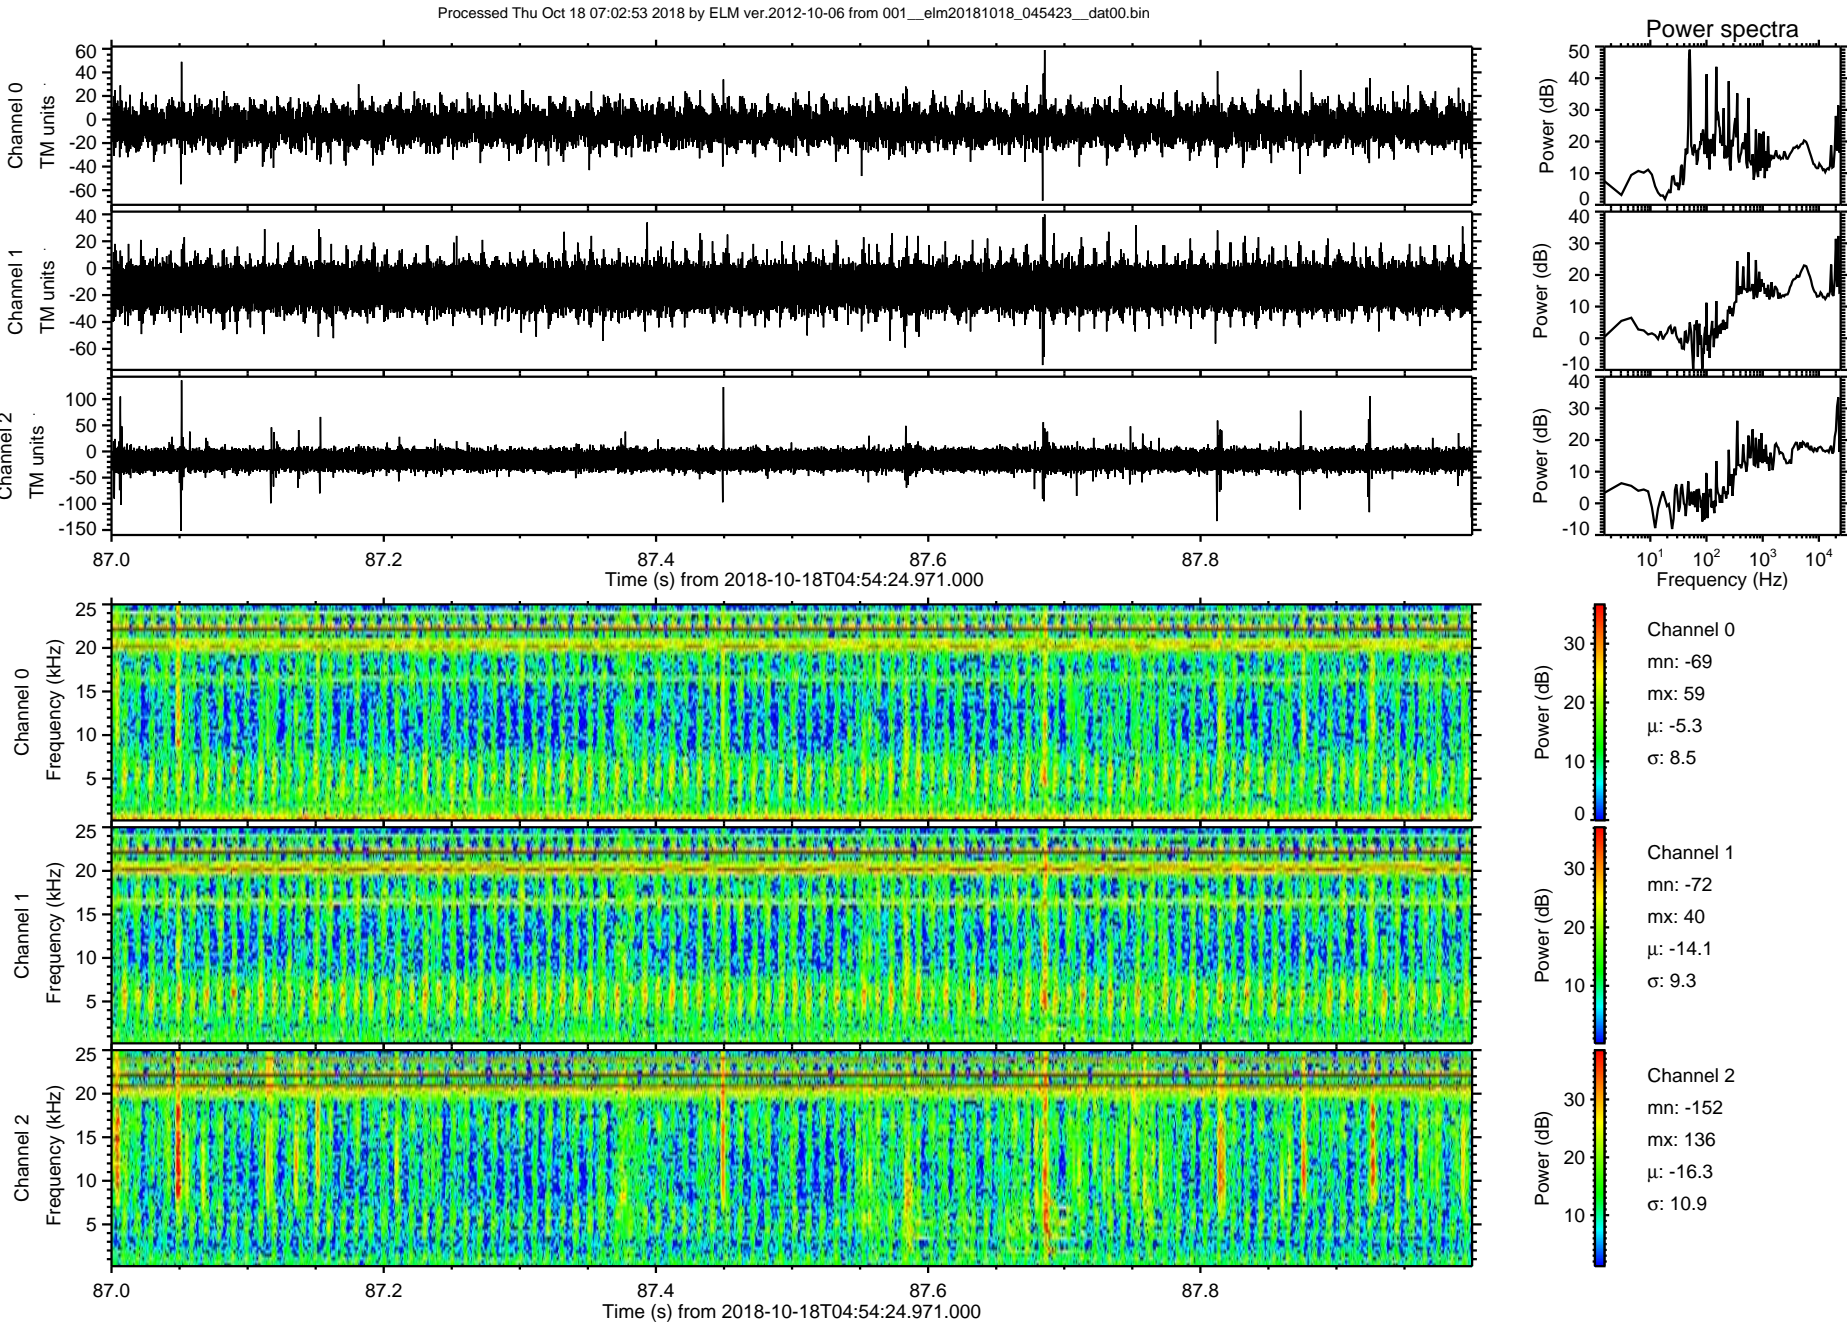 Processed Thu Oct 18 07:02:53 2018 by ELM ver.2012-10-06 from 001__elm20181018_045423__dat00.bin
Power spectra
Channel 0
TM units
60
40
20
0
-20
-40
-60
Power (dB)
50
40
30
20
10
0
Channel 1
TM units
40
20
0
-20
-40
-60
Power (dB)
40
30
20
10
0
-10
Channel 2
TM units
100
50
0
-50
-100
-150
Power (dB)
40
30
20
10
0
-10
87.0 87.2 87.4 87.6 87.8
Time (s) from 2018-10-18T04:54:24.971.000
10¹ 10² 10³ 10⁴
Frequency (Hz)
Channel 0
Frequency (kHz)
25
20
15
10
5
Power (dB)
30
20
10
0
Channel 0
mn: -69
mx: 59
μ: -5.3
σ: 8.5
Channel 1
Frequency (kHz)
25
20
15
10
5
Power (dB)
30
20
10
Channel 1
mn: -72
mx: 40
μ: -14.1
σ: 9.3
Channel 2
Frequency (kHz)
25
20
15
10
5
Power (dB)
30
20
10
Channel 2
mn: -152
mx: 136
μ: -16.3
σ: 10.9
87.0 87.2 87.4 87.6 87.8
Time (s) from 2018-10-18T04:54:24.971.000